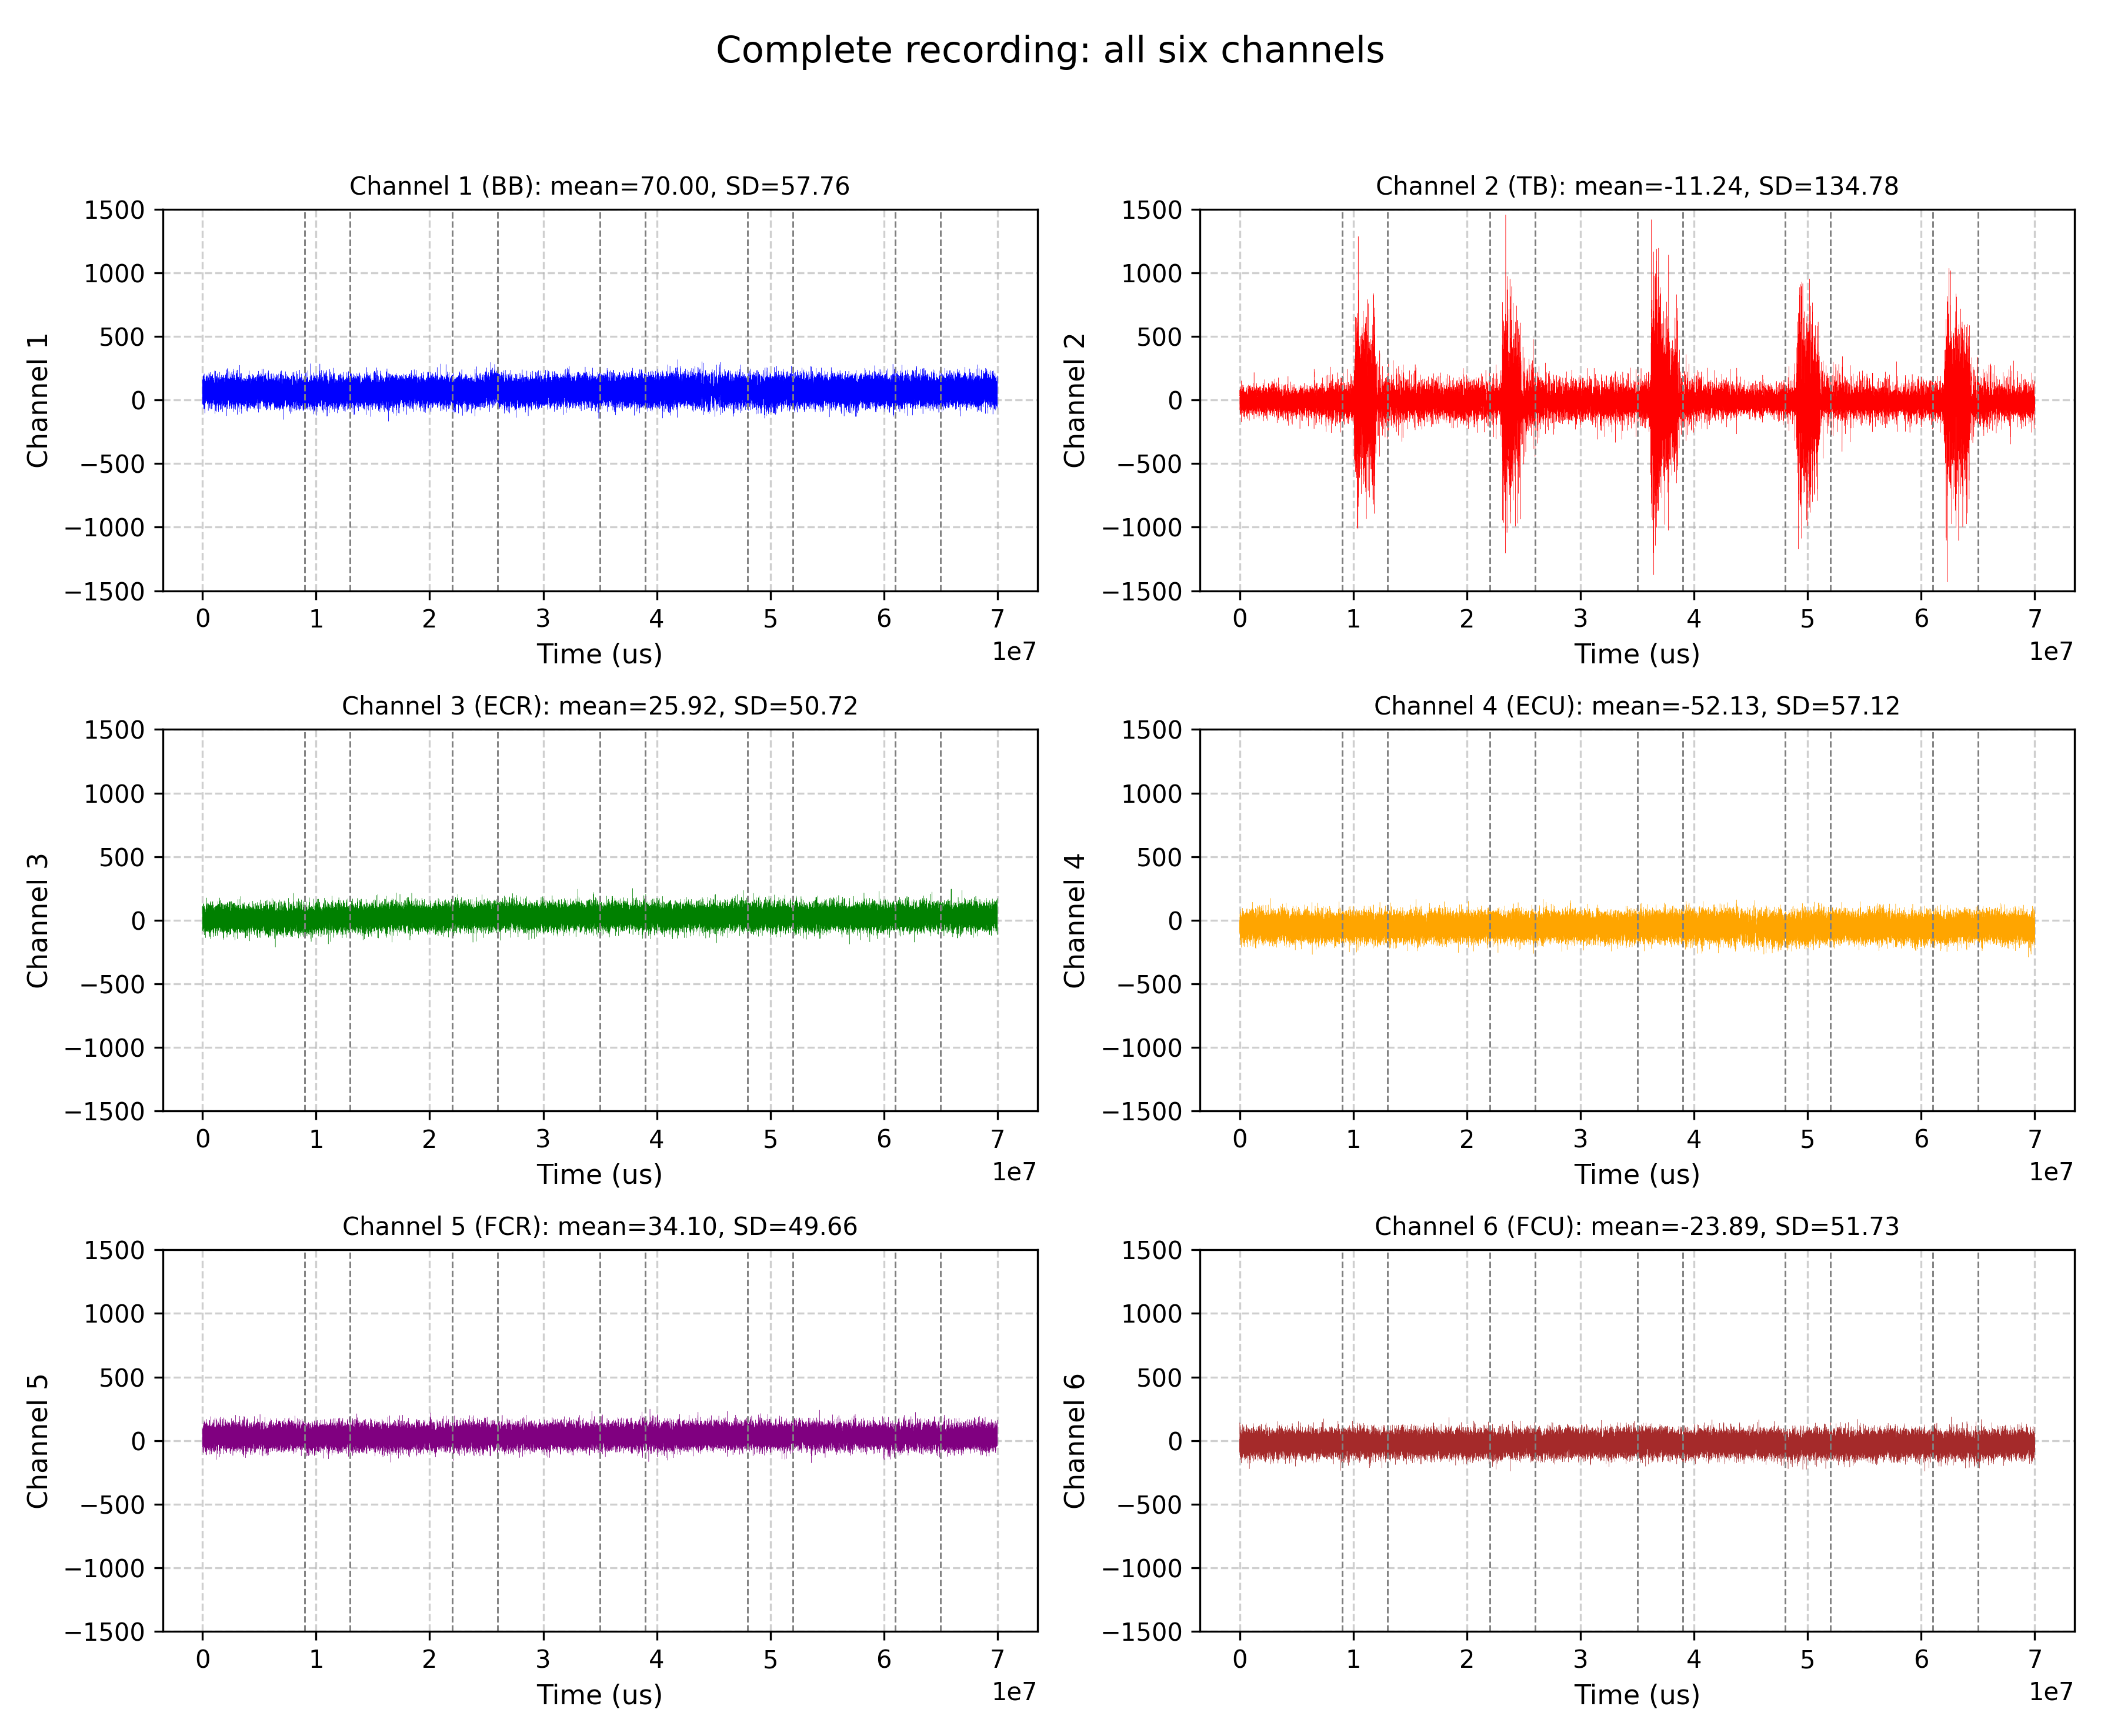 Complete recording: all six channels
Channel 1 (BB): mean=70.00, SD=57.76
1500
1000
500
0
−500
−1000
−1500
Channel 1
0 1 2 3 4 5 6 7
Time (us)
1e7
Channel 2 (TB): mean=-11.24, SD=134.78
1500
1000
500
0
−500
−1000
−1500
Channel 2
0 1 2 3 4 5 6 7
Time (us)
1e7
Channel 3 (ECR): mean=25.92, SD=50.72
1500
1000
500
0
−500
−1000
−1500
Channel 3
0 1 2 3 4 5 6 7
Time (us)
1e7
Channel 4 (ECU): mean=-52.13, SD=57.12
1500
1000
500
0
−500
−1000
−1500
Channel 4
0 1 2 3 4 5 6 7
Time (us)
1e7
Channel 5 (FCR): mean=34.10, SD=49.66
1500
1000
500
0
−500
−1000
−1500
Channel 5
0 1 2 3 4 5 6 7
Time (us)
1e7
Channel 6 (FCU): mean=-23.89, SD=51.73
1500
1000
500
0
−500
−1000
−1500
Channel 6
0 1 2 3 4 5 6 7
Time (us)
1e7